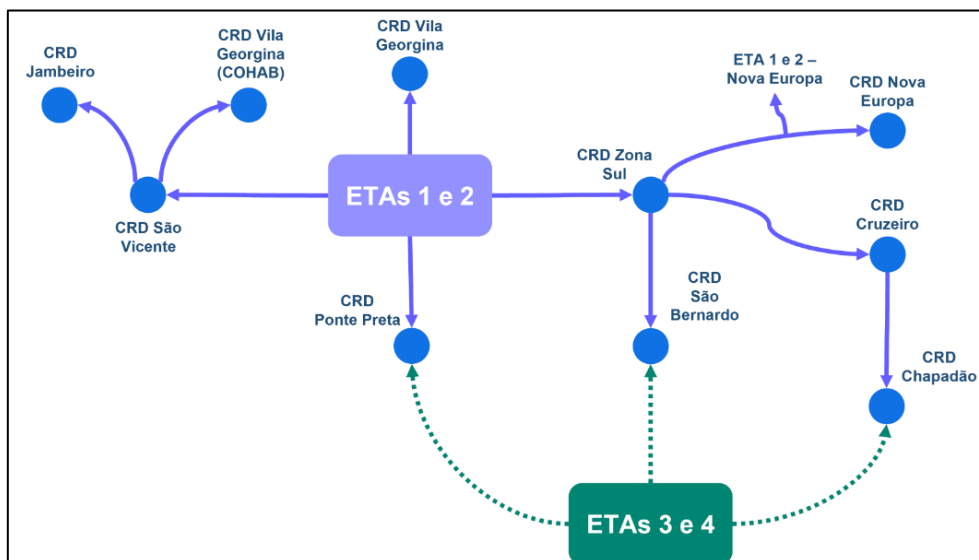 CRD
Jambeiro
CRD Vila
Georgina
(COHAB)
CRD Vila
Georgina
ETA 1 e 2 –
Nova Europa
CRD Nova
Europa
CRD Zona
Sul
ETAs 1 e 2
CRD São
Vicente
CRD
Cruzeiro
CRD
Ponte Preta
CRD
São
Bernardo
CRD
Chapadão
ETAs 3 e 4